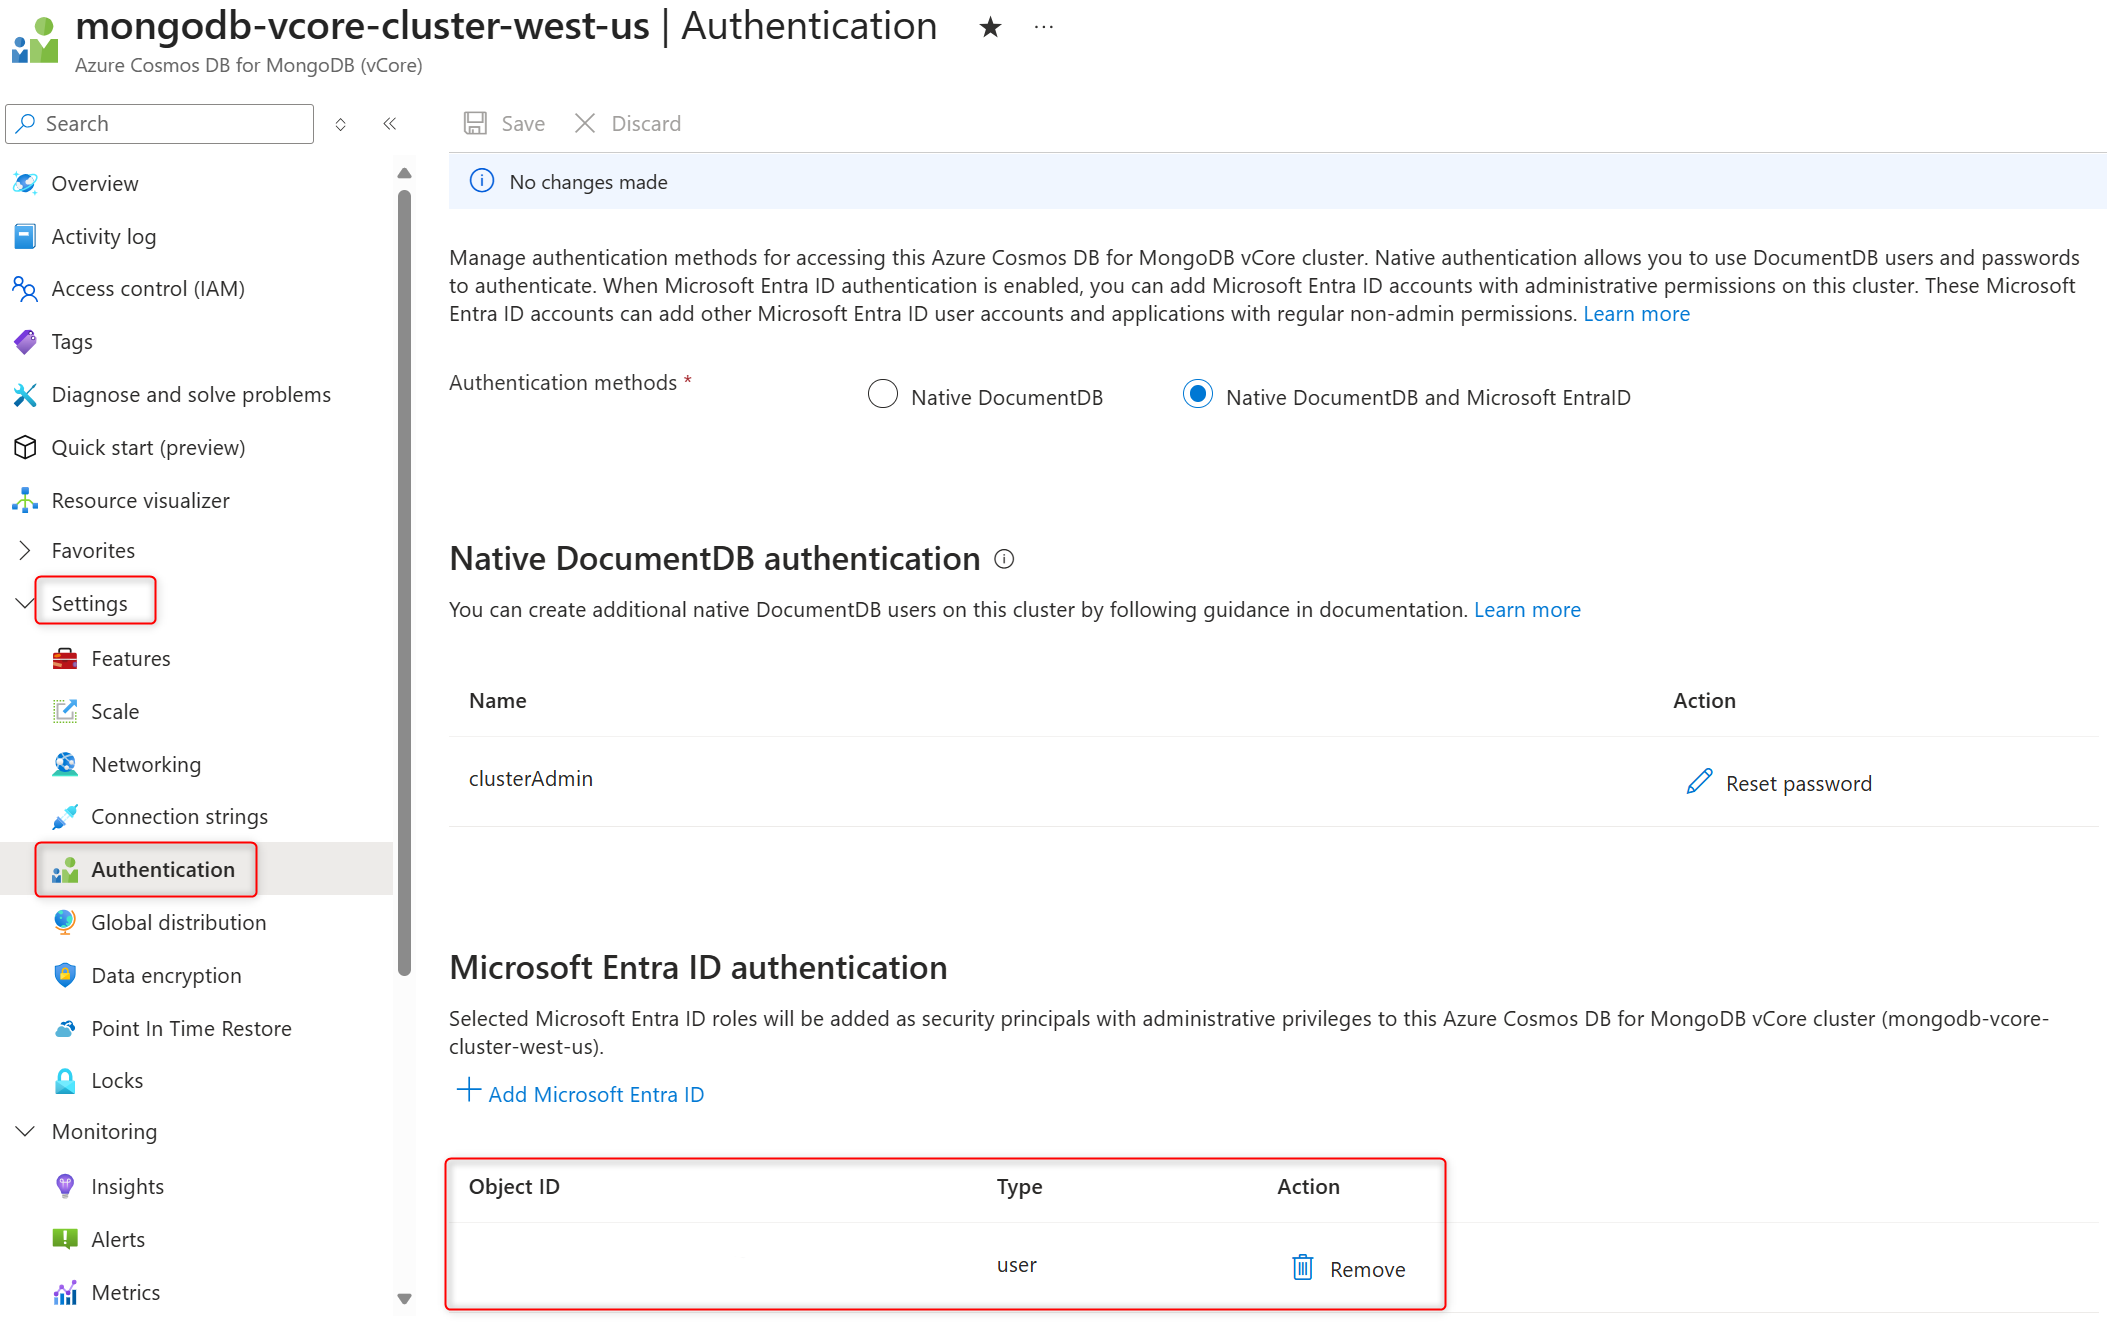 mongodb-vcore-cluster-west-us | Authentication ★ ...
Azure Cosmos DB for MongoDB (vCore)
Search
Overview
Activity log
Access control (IAM)
Tags
Diagnose and solve problems
Quick start (preview)
Resource visualizer
Favorites
Settings
Features
Scale
Networking
Connection strings
Authentication
Global distribution
Data encryption
Point In Time Restore
Locks
Monitoring
Insights
Alerts
Metrics
Save Discard
No changes made
Manage authentication methods for accessing this Azure Cosmos DB for MongoDB vCore cluster. Native authentication allows you to use DocumentDB users and passwords
to authenticate. When Microsoft Entra ID authentication is enabled, you can add Microsoft Entra ID accounts with administrative permissions on this cluster. These Microsoft
Entra ID accounts can add other Microsoft Entra ID user accounts and applications with regular non-admin permissions. Learn more
Authentication methods * Native DocumentDB Native DocumentDB and Microsoft EntraID
Native DocumentDB authentication
You can create additional native DocumentDB users on this cluster by following guidance in documentation. Learn more
Name Action
clusterAdmin Reset password
Microsoft Entra ID authentication
Selected Microsoft Entra ID roles will be added as security principals with administrative privileges to this Azure Cosmos DB for MongoDB vCore cluster (mongodb-vcore-
cluster-west-us).
Add Microsoft Entra ID
Object ID Type Action
user Remove